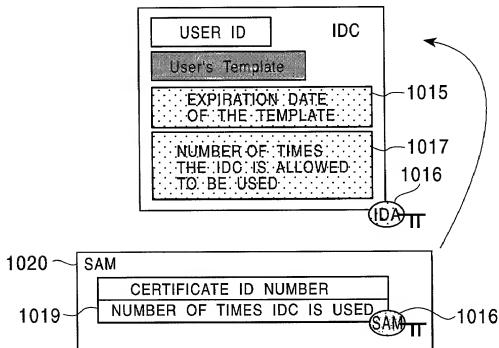 USER ID
IDC
User's Template
EXPIRATION DATE
OF THE TEMPLATE
1015
NUMBER OF TIMES
THE IDC IS ALLOWED
TO BE USED
1017
1016
IDA
1020
SAM
CERTIFICATE ID NUMBER
1019
NUMBER OF TIMES IDC IS USED
SAM
1016